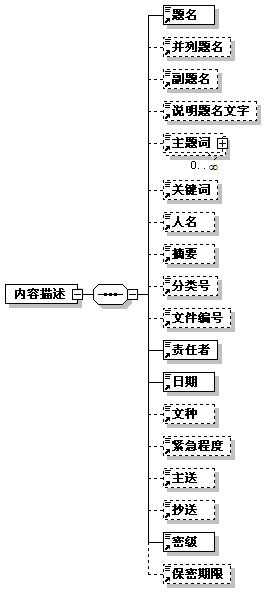 题名
并列题名
副题名
说明题名文字
主题词
0..∞
关键词
人名
摘要
分类号
文件编号
内容描述
责任者
日期
文种
紧急程度
主送
抄送
密级
保密期限